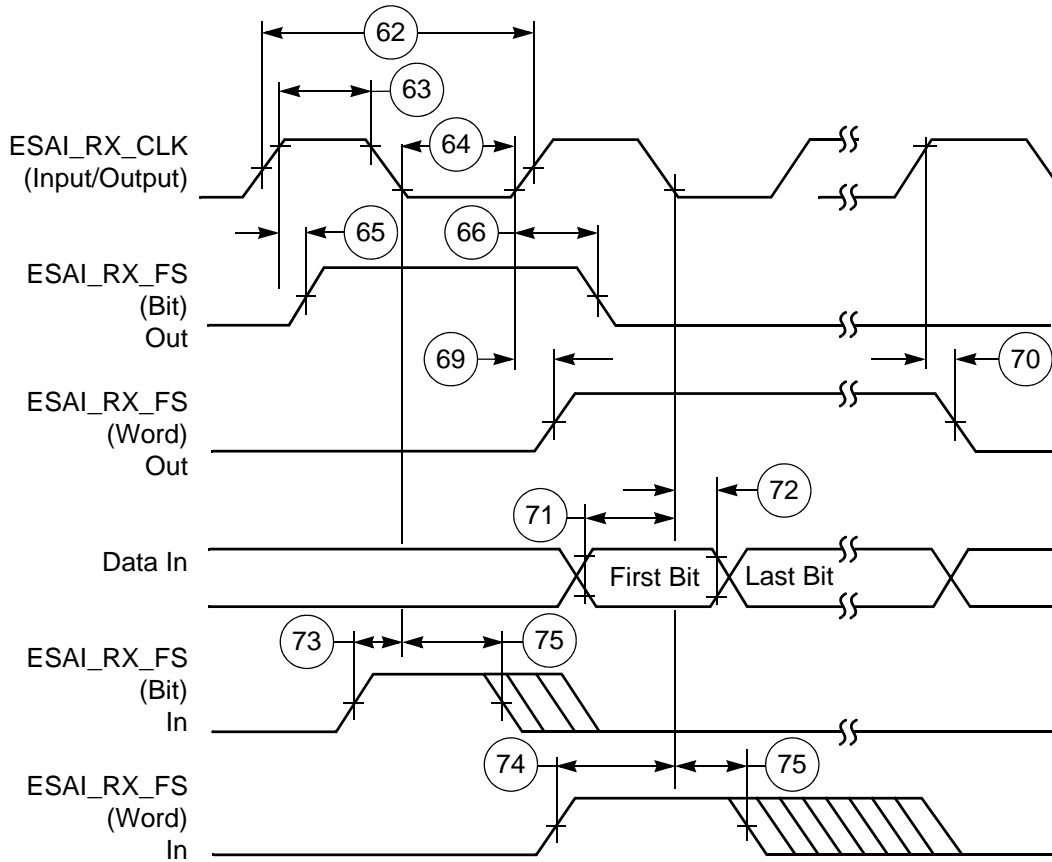 62
63
ESAI_RX_CLK
(Input/Output)
64
65
66
ESAI_RX_FS
(Bit)
Out
69
70
ESAI_RX_FS
(Word)
Out
71
72
Data In
First Bit
Last Bit
73
75
ESAI_RX_FS
(Bit)
In
74
75
ESAI_RX_FS
(Word)
In